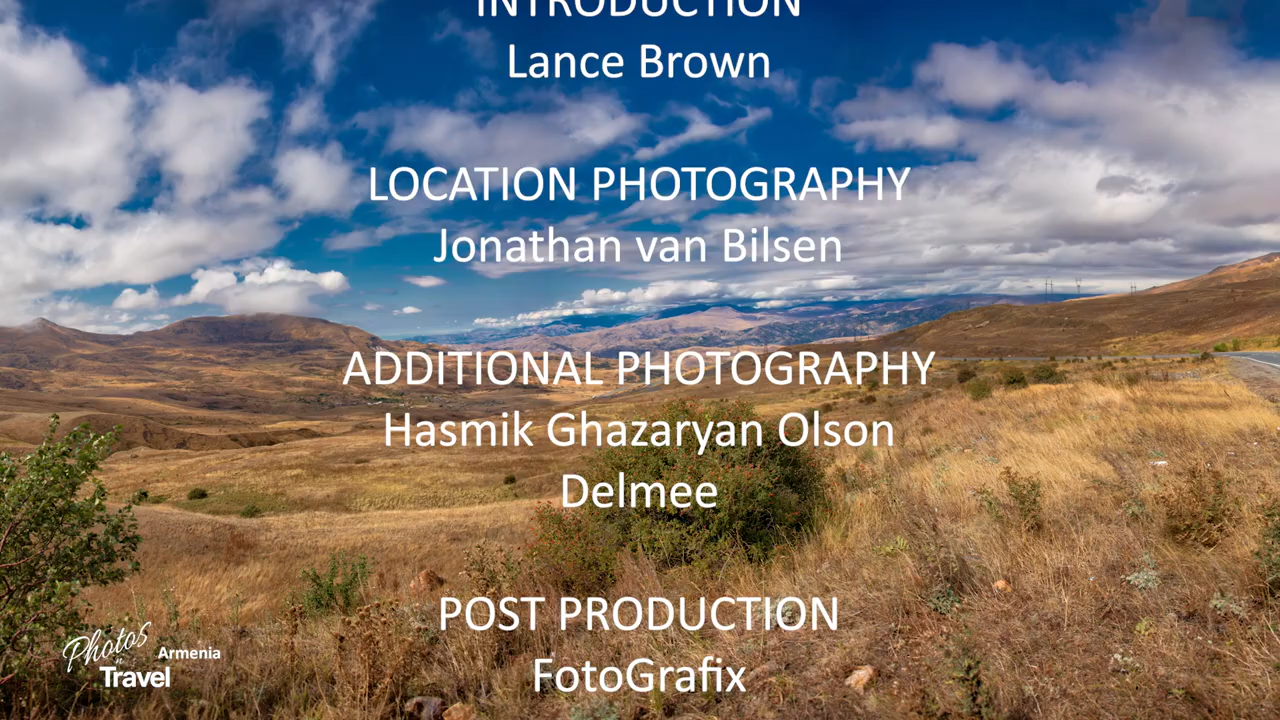 INTRODUCTION
Lance Brown
LOCATION PHOTOGRAPHY
Jonathan van Bilsen
ADDITIONAL PHOTOGRAPHY
Hasmik Ghazaryan Olson
Delmee
POST PRODUCTION
FotoGrafix
Photos
n'
Travel
Armenia